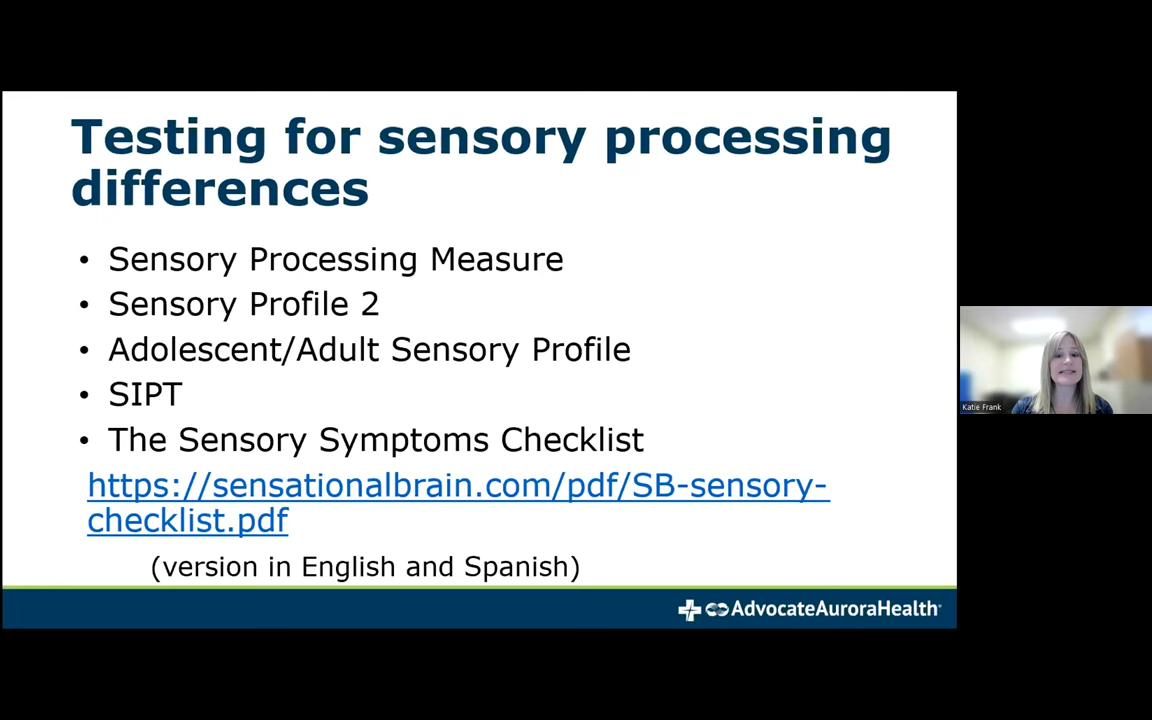 Testing for sensory processing
differences
• Sensory Processing Measure
• Sensory Profile 2
• Adolescent/Adult Sensory Profile
• SIPT
• The Sensory Symptoms Checklist
https://sensationalbrain.com/pdf/SB-sensory-
checklist.pdf
(version in English and Spanish)
AdvocateAuroraHealth®
Katie Frank